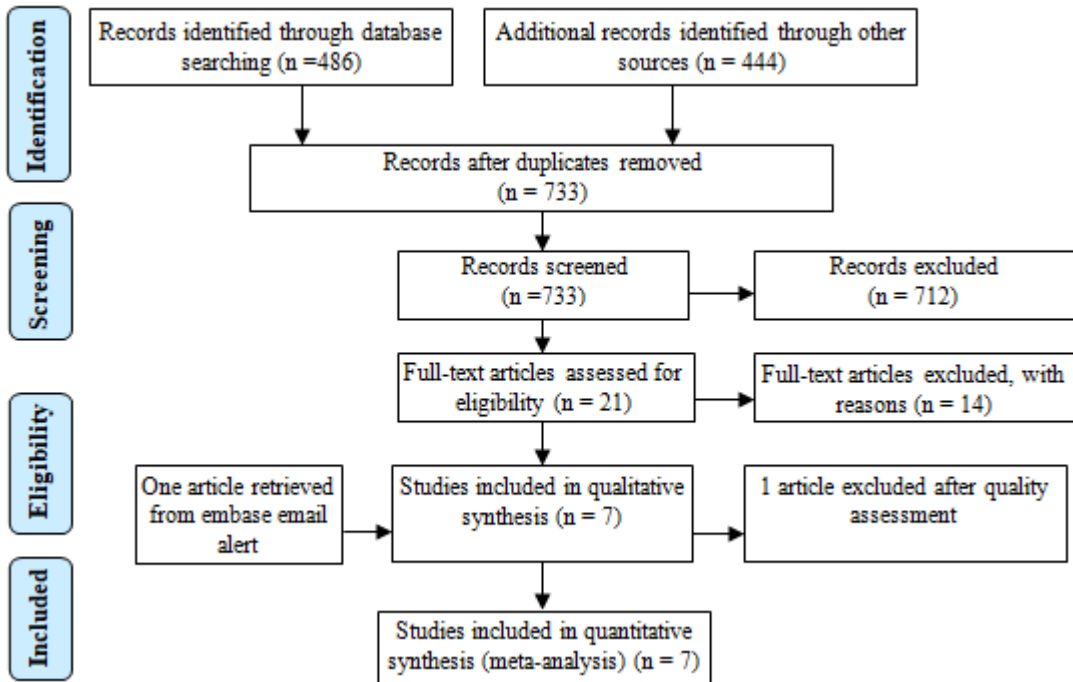 Identification
Records identified through database
searching (n =486)
Additional records identified through other
sources (n = 444)
Records after duplicates removed
(n = 733)
Screening
Records screened
(n =733)
Records excluded
(n = 712)
Full-text articles assessed for
eligibility (n = 21)
Full-text articles excluded, with
reasons (n = 14)
Eligibility
One article retrieved
from embase email
alert
Studies included in qualitative
synthesis (n = 7)
1 article excluded after quality
assessment
Included
Studies included in quantitative
synthesis (meta-analysis) (n = 7)